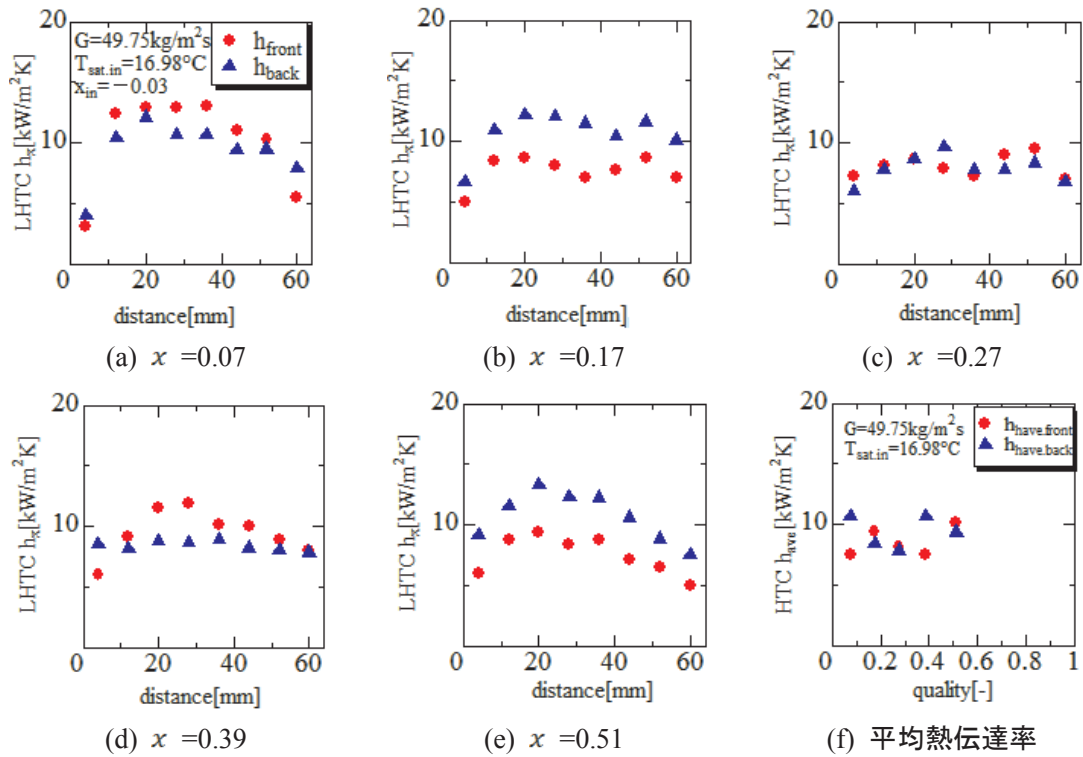 20
G=49.75kg/m²s
T_sat.in=16.98°C
x_in=−0.03
h_front
h_back
10
LHTC h_x[kW/m²K]
0 20 40 60
distance[mm]
(a) x =0.07
20
10
LHTC h_x[kW/m²K]
0 20 40 60
distance[mm]
(b) x =0.17
20
10
LHTC h_x[kW/m²K]
0 20 40 60
distance[mm]
(c) x =0.27
20
10
LHTC h_x[kW/m²K]
0 20 40 60
distance[mm]
(d) x =0.39
20
10
LHTC h_x[kW/m²K]
0 20 40 60
distance[mm]
(e) x =0.51
20
G=49.75kg/m²s
T_sat.in=16.98°C
h_have.front
h_have.back
10
HTC h_ave[kW/m²K]
0 0.2 0.4 0.6 0.8 1
quality[-]
(f) 平均熱伝達率